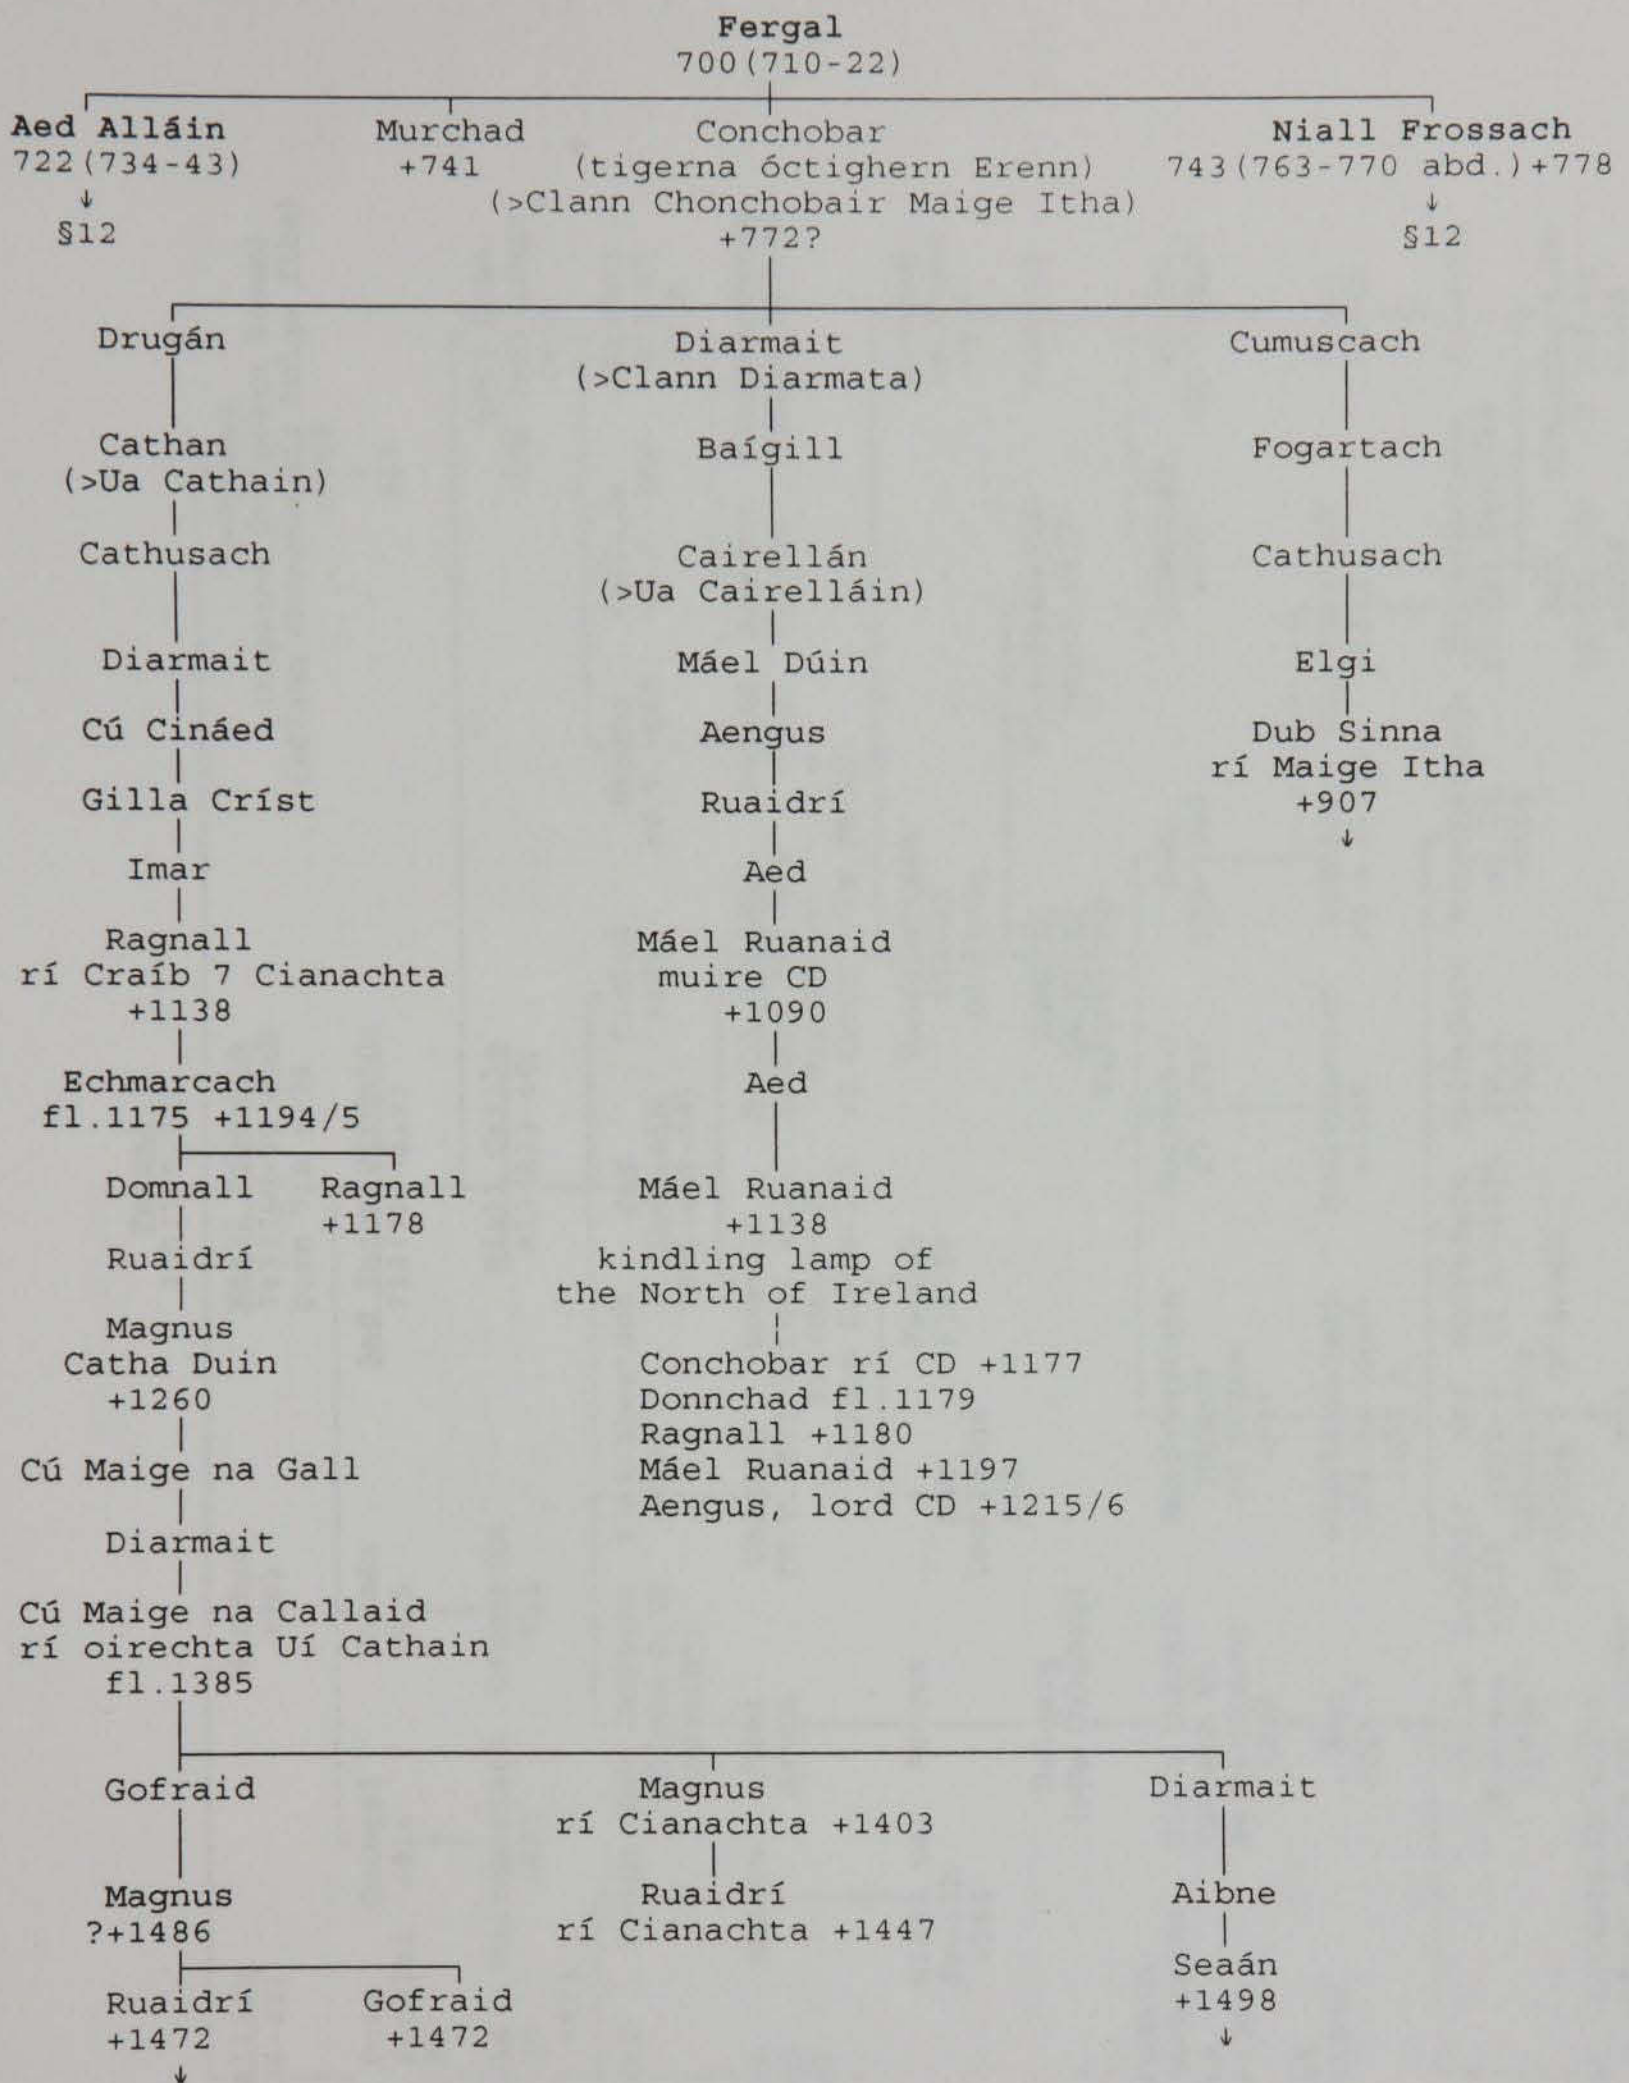 Fergal
700(710-22)
Aed Alláin Murchad Conchobar Niall Frossach
722(734-43) +741 (tigerna óctighern Erenn) 743(763-770 abd.)+778
↓ (>Clann Chonchobair Maige Itha) ↓
§12 +772? §12
Drugán Diarmait Cumuscach
(>Clann Diarmata)
Cathan Baígill Fogartach
(>Ua Cathain)
Cathusach Cairellán Cathusach
(>Ua Cairelláin)
Diarmait Máel Dúin Elgi
Cú Cináed Aengus Dub Sinna
rí Maige Itha
Gilla Críst Ruaidrí +907
↓
Imar Aed
Ragnall Máel Ruanaid
rí Craíb 7 Cianachta muire CD
+1138 +1090
Echmarcach Aed
fl.1175 +1194/5
Domnall Ragnall Máel Ruanaid
+1178 +1138
Ruaidrí kindling lamp of
the North of Ireland
Magnus
Catha Duin Conchobar rí CD +1177
+1260 Donnchad fl.1179
Ragnall +1180
Cú Maige na Gall Máel Ruanaid +1197
Aengus, lord CD +1215/6
Diarmait
Cú Maige na Callaid
rí oirechta Uí Cathain
fl.1385
Gofraid Magnus Diarmait
rí Cianachta +1403
Magnus Ruaidrí Aibne
?+1486 rí Cianachta +1447
Seaán
Ruaidrí Gofraid +1498
+1472 +1472 ↓
↓